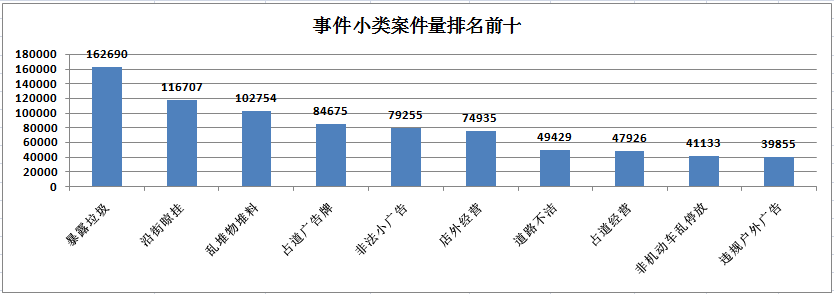 事件小类案件量排名前十
180000
160000
140000
120000
100000
80000
60000
40000
20000
0
162690
116707
102754
84675
79255
74935
49429
47926
41133
39855
暴露垃圾
沿街晾挂
乱堆物堆料
占道广告牌
非法小广告
店外经营
道路不洁
占道经营
非机动车乱停放
违规户外广告